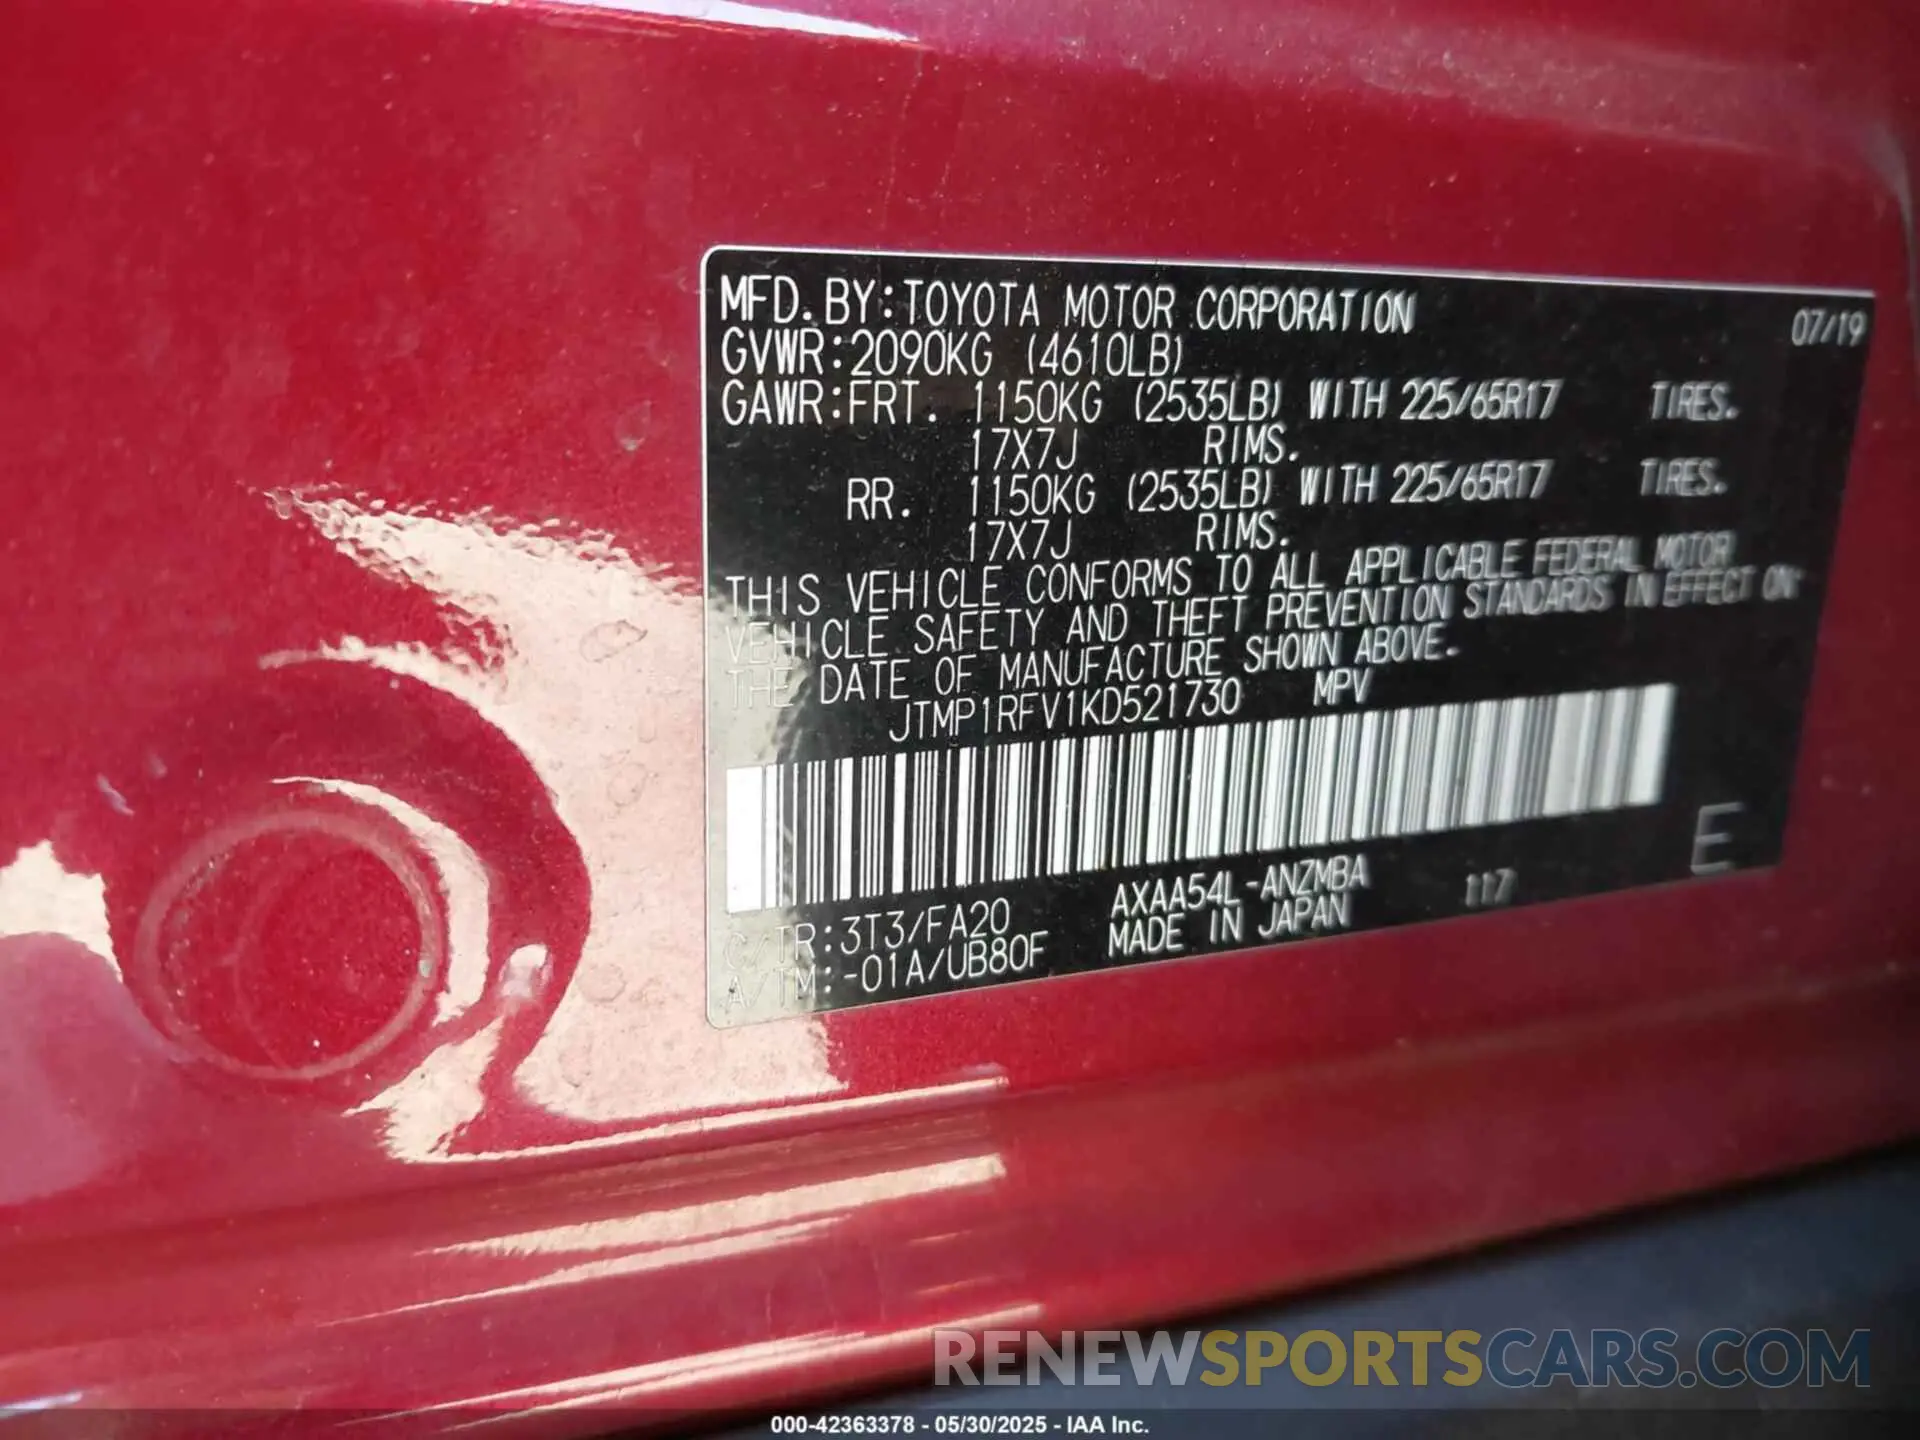 MFD.BY:TOYOTA MOTOR CORPORATION 07/19
GVWR:2090KG (4610LB)
GAWR:FRT. 1150KG (2535LB) WITH 225/65R17 TIRES.
17X7J RIMS.
RR. 1150KG (2535LB) WITH 225/65R17 TIRES.
17X7J RIMS.
THIS VEHICLE CONFORMS TO ALL APPLICABLE FEDERAL MOTOR
VEHICLE SAFETY AND THEFT PREVENTION STANDARDS IN EFFECT ON
THE DATE OF MANUFACTURE SHOWN ABOVE.
JTMP1RFV1KD521730 MPV
E
C/TR:3T3/FA20 AXAA54L-ANZMBA 117
A/TM:-01A/UB80F MADE IN JAPAN
RENEWSPORTSCARS.COM
000-42363378 - 05/30/2025 - IAA Inc.